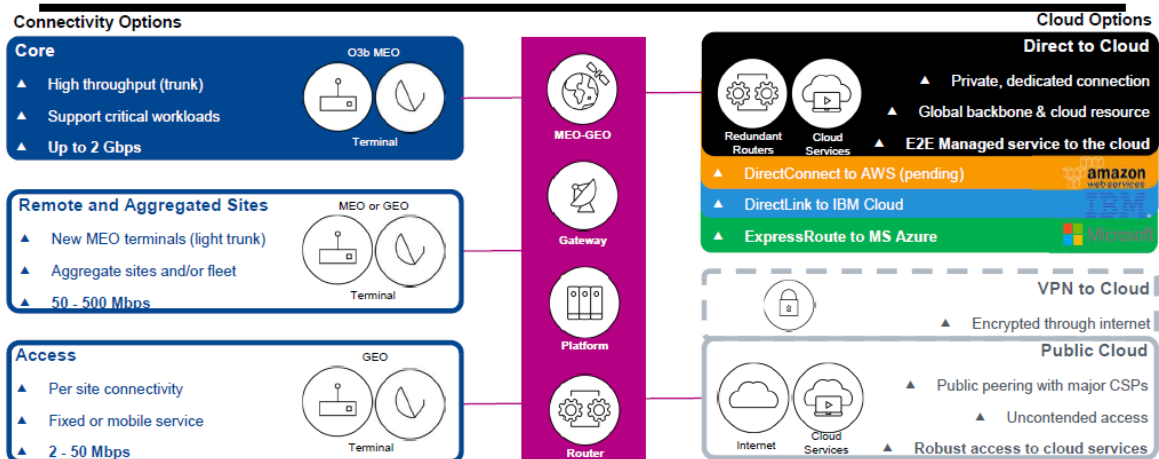 Connectivity Options
Cloud Options
Core
O3b MEO
▲ High throughput (trunk)
▲ Support critical workloads
▲ Up to 2 Gbps
Terminal
Remote and Aggregated Sites
MEO or GEO
▲ New MEO terminals (light trunk)
▲ Aggregate sites and/or fleet
▲ 50 - 500 Mbps
Terminal
Access
GEO
▲ Per site connectivity
▲ Fixed or mobile service
▲ 2 - 50 Mbps
Terminal
MEO-GEO
Gateway
Platform
Router
Direct to Cloud
▲ Private, dedicated connection
▲ Global backbone & cloud resource
▲ E2E Managed service to the cloud
Redundant
Routers
Cloud
Services
▲ DirectConnect to AWS (pending)
amazon
webservices
▲ DirectLink to IBM Cloud
IBM
▲ ExpressRoute to MS Azure
Microsoft
VPN to Cloud
▲ Encrypted through internet
Public Cloud
▲ Public peering with major CSPs
▲ Uncontended access
▲ Robust access to cloud services
Internet
Cloud
Services